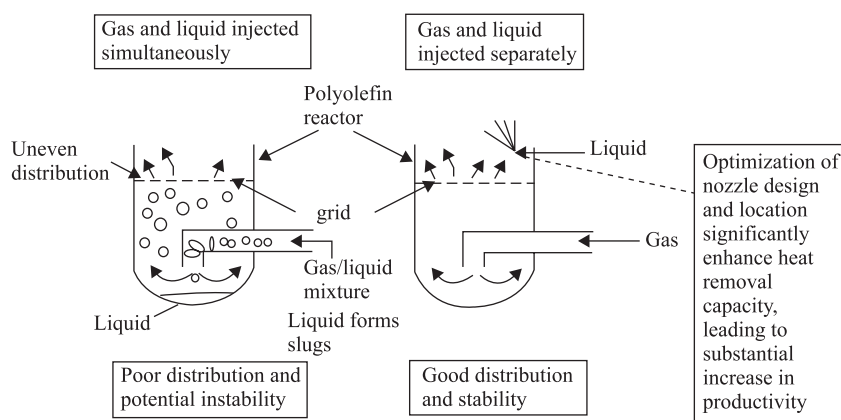 Gas and liquid injected
simultaneously
Gas and liquid
injected separately
Polyolefin
reactor
Uneven
distribution
Liquid
grid
Gas
Gas/liquid
mixture
Liquid
Liquid forms
slugs
Optimization of
nozzle design
and location
significantly
enhance heat
removal
capacity,
leading to
substantial
increase in
productivity
Poor distribution and
potential instability
Good distribution
and stability